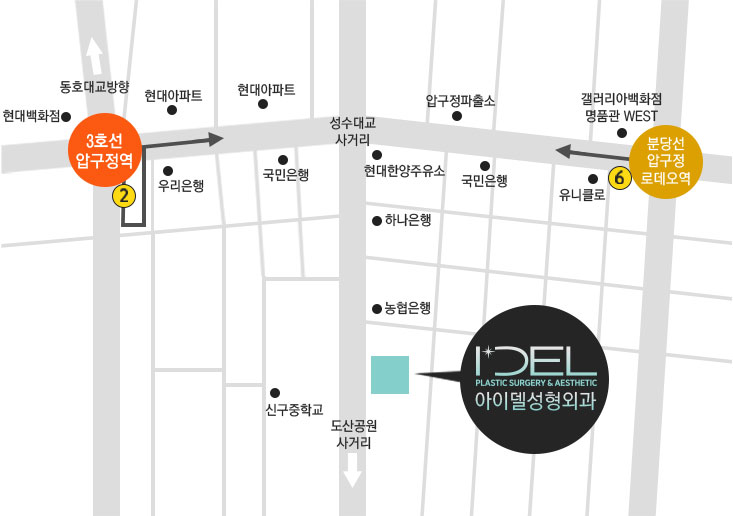 동호대교방향
현대백화점
현대아파트
현대아파트
3호선
압구정역
2
우리은행
국민은행
성수대교
사거리
압구정파출소
갤러리아백화점
명품관 WEST
분당선
압구정
로데오역
6
현대한양주유소
국민은행
유니클로
하나은행
농협은행
신구중학교
도산공원
사거리
IDEL
PLASTIC SURGERY & AESTHETIC
아이델성형외과